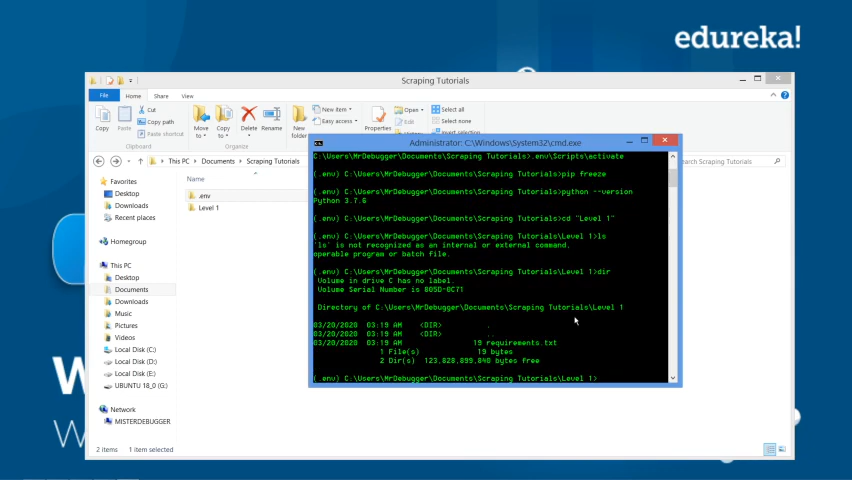 edureka!
Scraping Tutorials
File
Home
Share
View
Copy
Paste
Cut
Copy path
Paste shortcut
Clipboard
Move to
Copy to
Delete
Rename
Organize
New folder
New item
Easy access
Properties
Open
Edit
History
Select all
Select none
Invert selection
This PC
Documents
Scraping Tutorials
Scraping Tutorials
Favorites
Desktop
Downloads
Recent places
Homegroup
This PC
Desktop
Documents
Downloads
Music
Pictures
Videos
Local Disk (C:)
Local Disk (D:)
Local Disk (E:)
UBUNTU 18_0 (G:)
Network
MISTERDEBUGGER
Name
.env
Level 1
2 items 1 item selected
Administrator: C:\Windows\System32\cmd.exe
C:\Users\MrDebugger\Documents\Scraping Tutorials>.env\Scripts\activate
(.env) C:\Users\MrDebugger\Documents\Scraping Tutorials>pip freeze
(.env) C:\Users\MrDebugger\Documents\Scraping Tutorials>python --version
Python 3.7.6
(.env) C:\Users\MrDebugger\Documents\Scraping Tutorials>cd "Level 1"
(.env) C:\Users\MrDebugger\Documents\Scraping Tutorials\Level 1>ls
'ls' is not recognized as an internal or external command,
operable program or batch file.
(.env) C:\Users\MrDebugger\Documents\Scraping Tutorials\Level 1>dir
Volume in drive C has no label.
Volume Serial Number is 805D-0C71
Directory of C:\Users\MrDebugger\Documents\Scraping Tutorials\Level 1
03/20/2020 03:19 AM <DIR> .
03/20/2020 03:19 AM <DIR> ..
03/20/2020 03:19 AM 19 requirements.txt
1 File(s) 19 bytes
2 Dir(s) 123,828,899,840 bytes free
(.env) C:\Users\MrDebugger\Documents\Scraping Tutorials\Level 1>